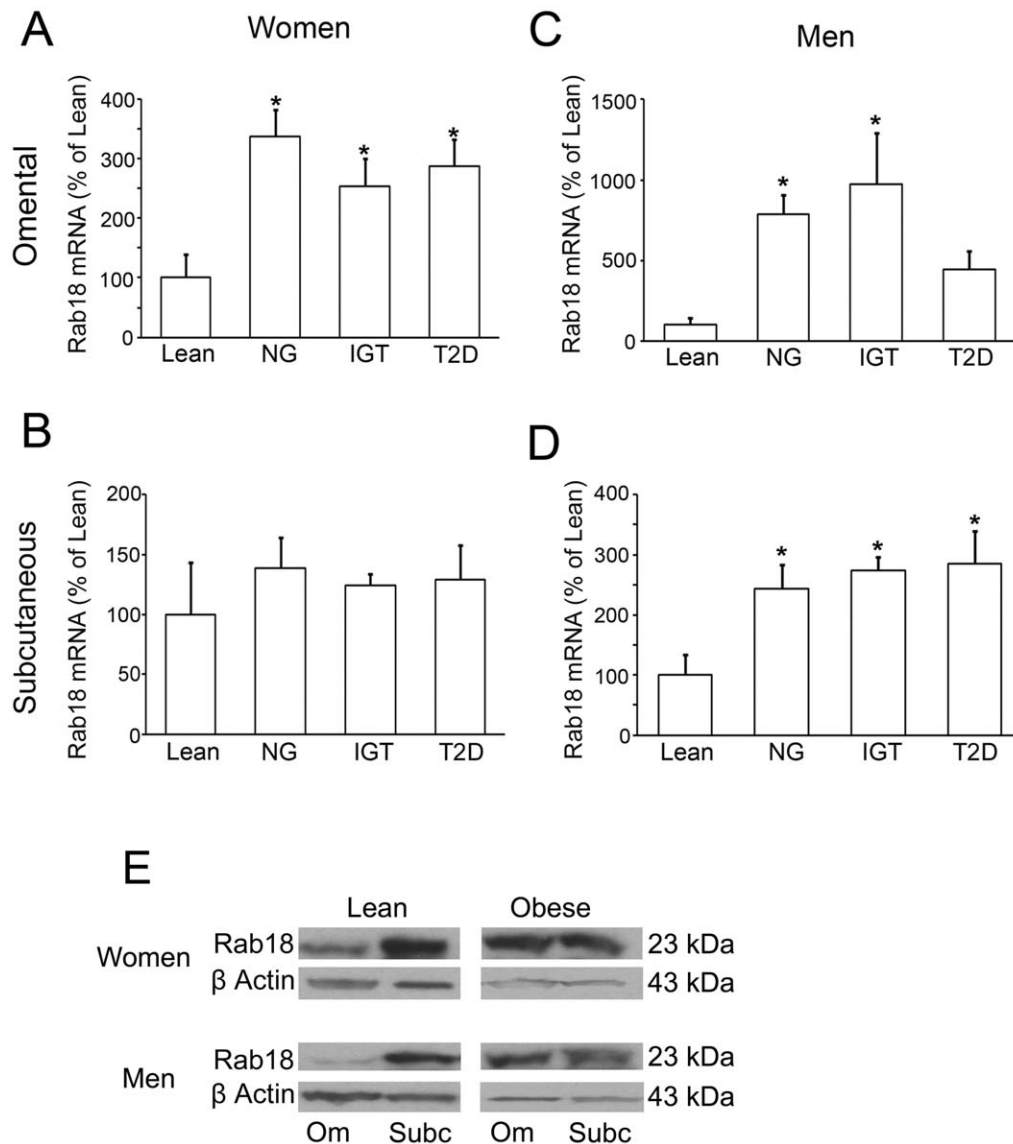 A
Women
C
Men
Omental
Rab18 mRNA (% of Lean)
400
300
200
100
0
*
*
*
Lean NG IGT T2D
Rab18 mRNA (% of Lean)
1500
1000
500
0
*
*
Lean NG IGT T2D
B
D
Subcutaneous
Rab18 mRNA (% of Lean)
200
150
100
50
0
Lean NG IGT T2D
Rab18 mRNA (% of Lean)
400
300
200
100
0
*
*
*
Lean NG IGT T2D
E
Lean Obese
Women
Rab18 23 kDa
β Actin 43 kDa
Men
Rab18 23 kDa
β Actin 43 kDa
Om Subc Om Subc